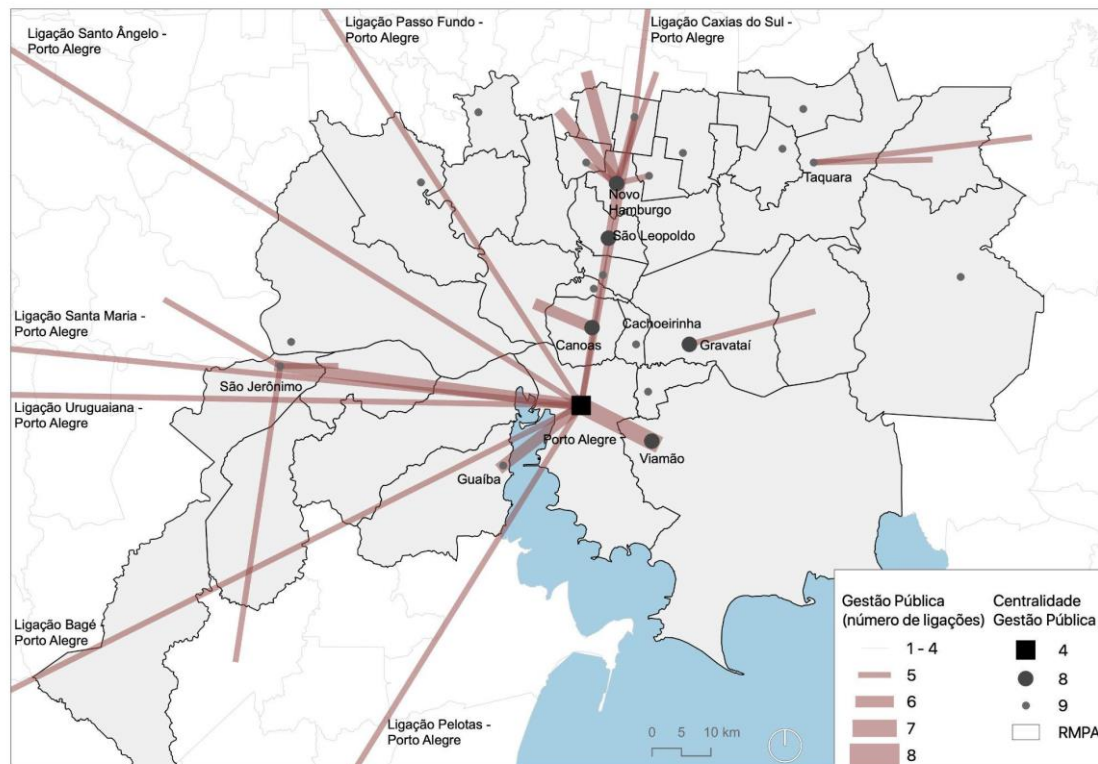 Ligação Santo Ângelo -
Porto Alegre
Ligação Passo Fundo -
Porto Alegre
Ligação Caxias do Sul -
Porto Alegre
Taquara
Novo
Hamburgo
São Leopoldo
Ligação Santa Maria -
Porto Alegre
Cachoeirinha
Canoas
Gravataí
São Jerônimo
Ligação Uruguaiana -
Porto Alegre
Porto Alegre
Viamão
Guaíba
Ligação Bagé -
Porto Alegre
Ligação Pelotas -
Porto Alegre
0 5 10 km
Gestão Pública
(número de ligações)
1 - 4
5
6
7
8
Centralidade
Gestão Pública
4
8
9
RMPA